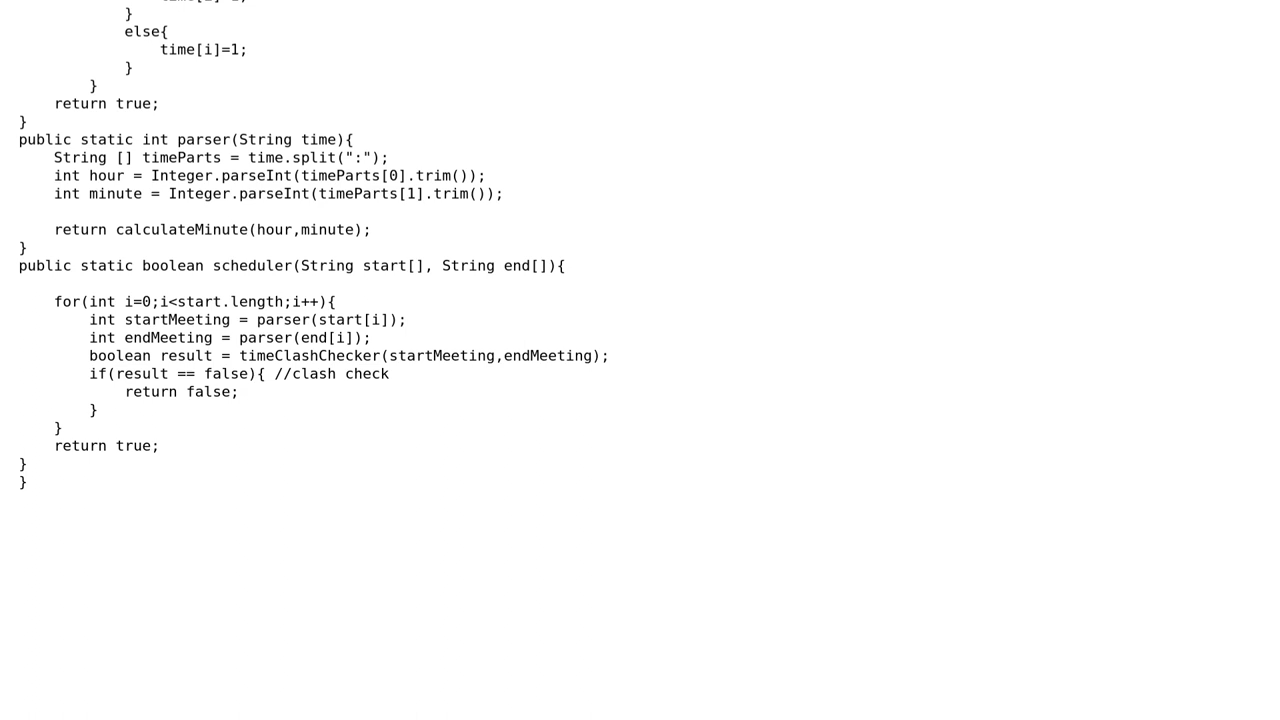 }
else{
time[i]=1;
}
}
return true;
}
public static int parser(String time){
String [] timeParts = time.split(":");
int hour = Integer.parseInt(timeParts[0].trim());
int minute = Integer.parseInt(timeParts[1].trim());
return calculateMinute(hour,minute);
}
public static boolean scheduler(String start[], String end[]){
for(int i=0;i<start.length;i++){
int startMeeting = parser(start[i]);
int endMeeting = parser(end[i]);
boolean result = timeClashChecker(startMeeting,endMeeting);
if(result == false){ //clash check
return false;
}
}
return true;
}
}